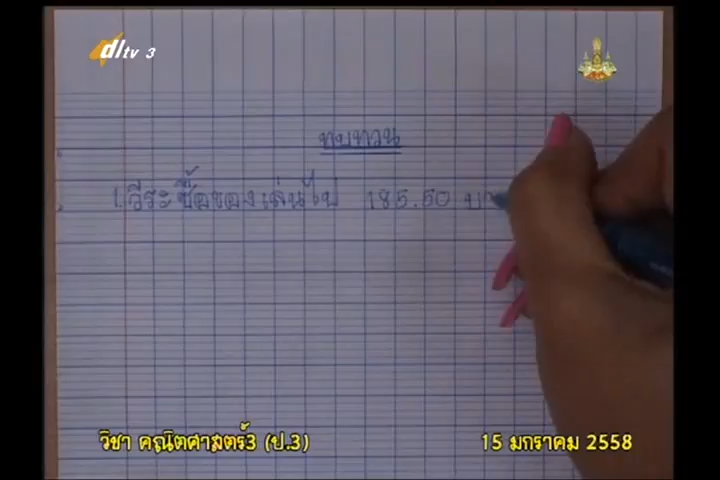 dltv 3
ทบทวน
1. วีระซื้อของเล่นไป 185.50 บา
วิชา คณิตศาสตร์3 (ป.3)
15 มกราคม 2558